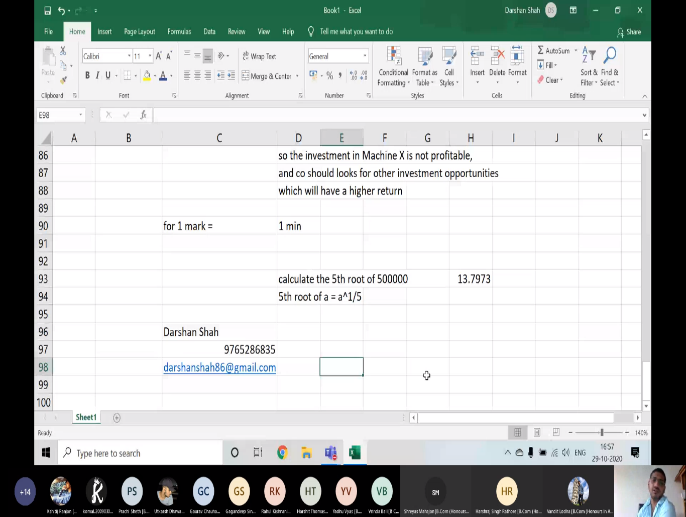 Book1 - Excel
Darshan Shah
DS
File Home Insert Page Layout Formulas Data Review View Help Tell me what you want to do Share
Paste
Clipboard
Calibri 11
B I U
Font
Wrap Text
Merge & Center
Alignment
General
Number
Conditional Formatting
Format as Table
Cell Styles
Styles
Insert Delete Format
Cells
AutoSum
Fill
Clear
Sort & Filter
Find & Select
Editing
E98
fx
A B C D E F G H I J K
86 so the investment in Machine X is not profitable,
87 and co should looks for other investment opportunities
88 which will have a higher return
89
90 for 1 mark = 1 min
91
92
93 calculate the 5th root of 500000 13.7973
94 5th root of a = a^1/5
95
96 Darshan Shah
97 9765286835
98 darshanshah86@gmail.com
99
100
Sheet1
Ready
140%
Type here to search
ENG
16:57
29-10-2020
+14 PS GC GS RK HT YV VB SM HR